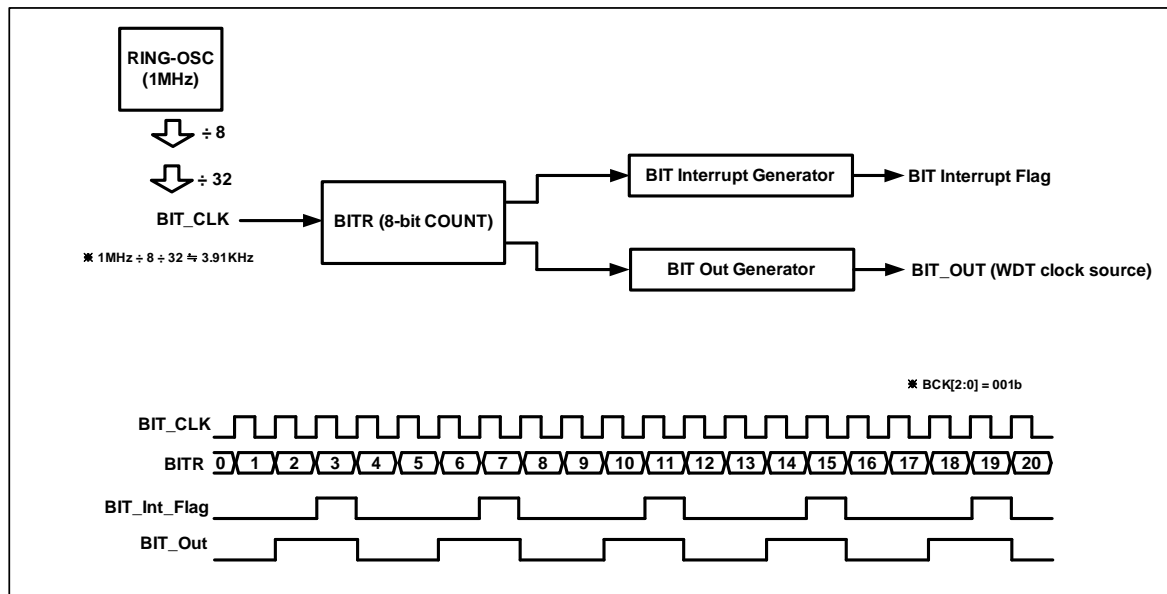 RING-OSC
(1MHz)
÷ 8
÷ 32
BIT_CLK
※ 1MHz ÷ 8 ÷ 32 ≒ 3.91KHz
BITR (8-bit COUNT)
BIT Interrupt Generator
BIT Interrupt Flag
BIT Out Generator
BIT_OUT (WDT clock source)
※ BCK[2:0] = 001b
BIT_CLK
BITR 0 1 2 3 4 5 6 7 8 9 10 11 12 13 14 15 16 17 18 19 20
BIT_Int_Flag
BIT_Out